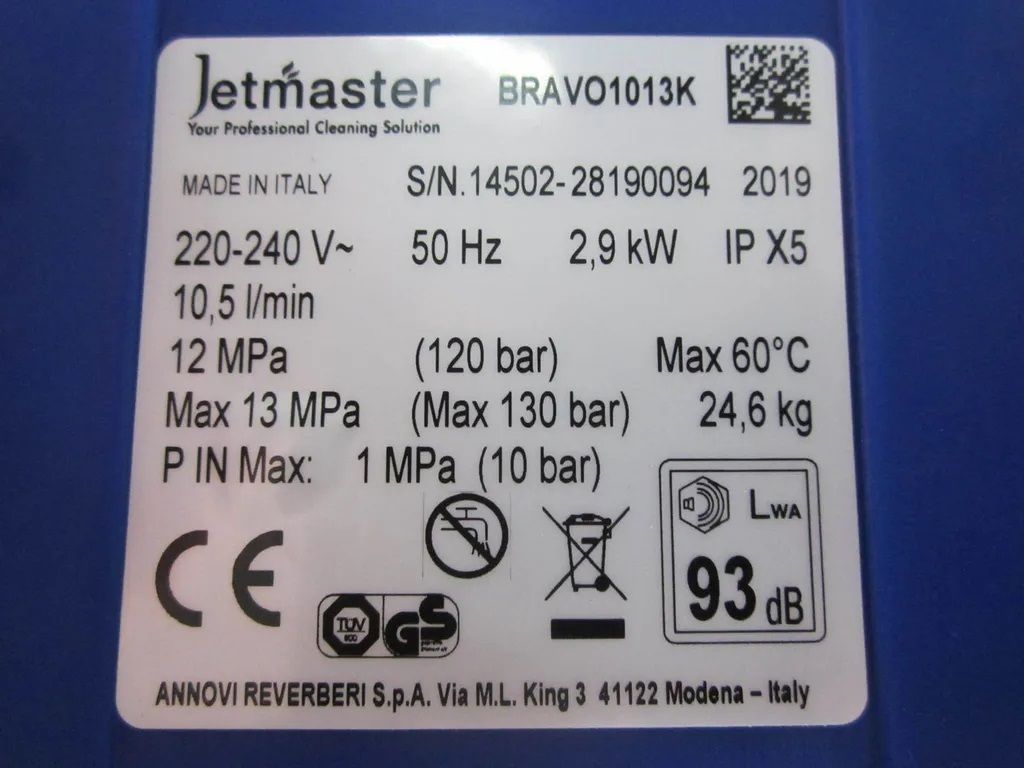 Jetmaster BRAVO1013K
Your Professional Cleaning Solution
MADE IN ITALY S/N.14502-28190094 2019
220-240 V~ 50 Hz 2,9 kW IP X5
10,5 l/min
12 MPa (120 bar) Max 60°C
Max 13 MPa (Max 130 bar) 24,6 kg
P IN Max: 1 MPa (10 bar)
LWA
93 dB
CE
TÜV GS
ANNOVI REVERBERI S.p.A. Via M.L. King 3 41122 Modena – Italy